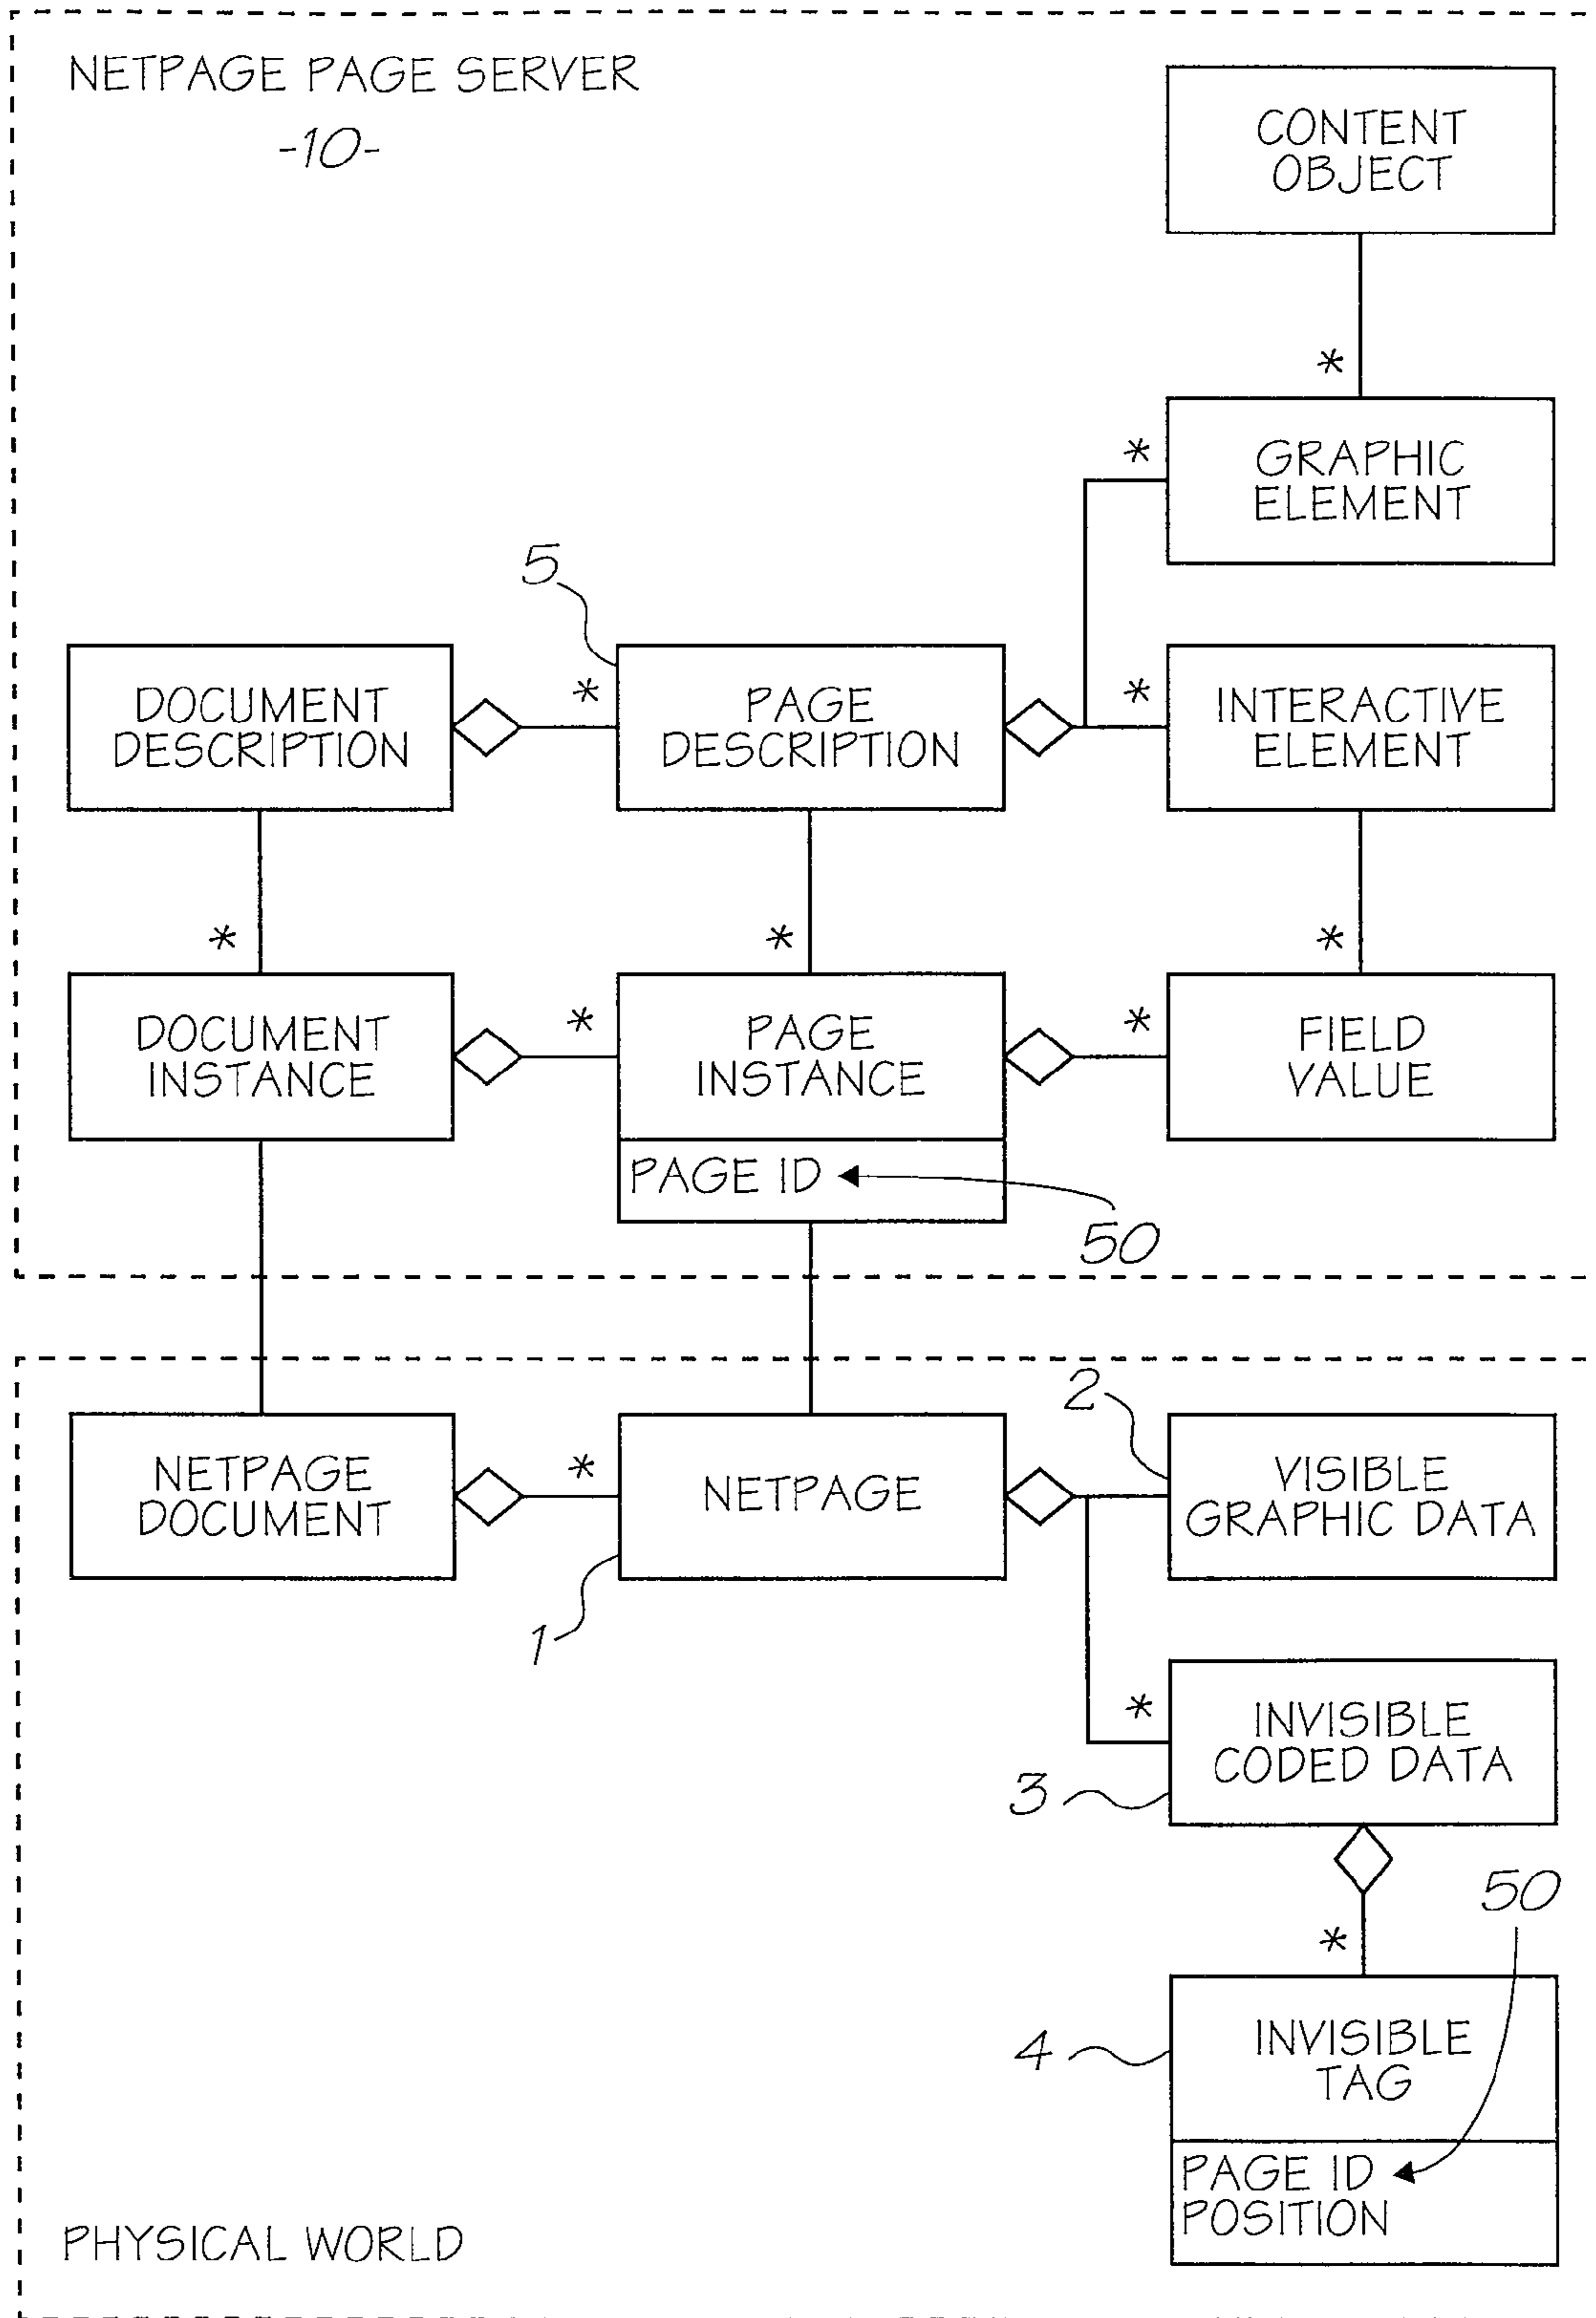 NETPAGE PAGE SERVER
-10-
CONTENT
OBJECT
*
*
GRAPHIC
ELEMENT
5
DOCUMENT
DESCRIPTION
*
PAGE
DESCRIPTION
*
INTERACTIVE
ELEMENT
*
*
*
DOCUMENT
INSTANCE
*
PAGE
INSTANCE
*
FIELD
VALUE
PAGE ID
50
2
NETPAGE
DOCUMENT
*
NETPAGE
VISIBLE
GRAPHIC DATA
1
*
INVISIBLE
CODED DATA
3
50
*
4
INVISIBLE
TAG
PAGE ID
POSITION
PHYSICAL WORLD